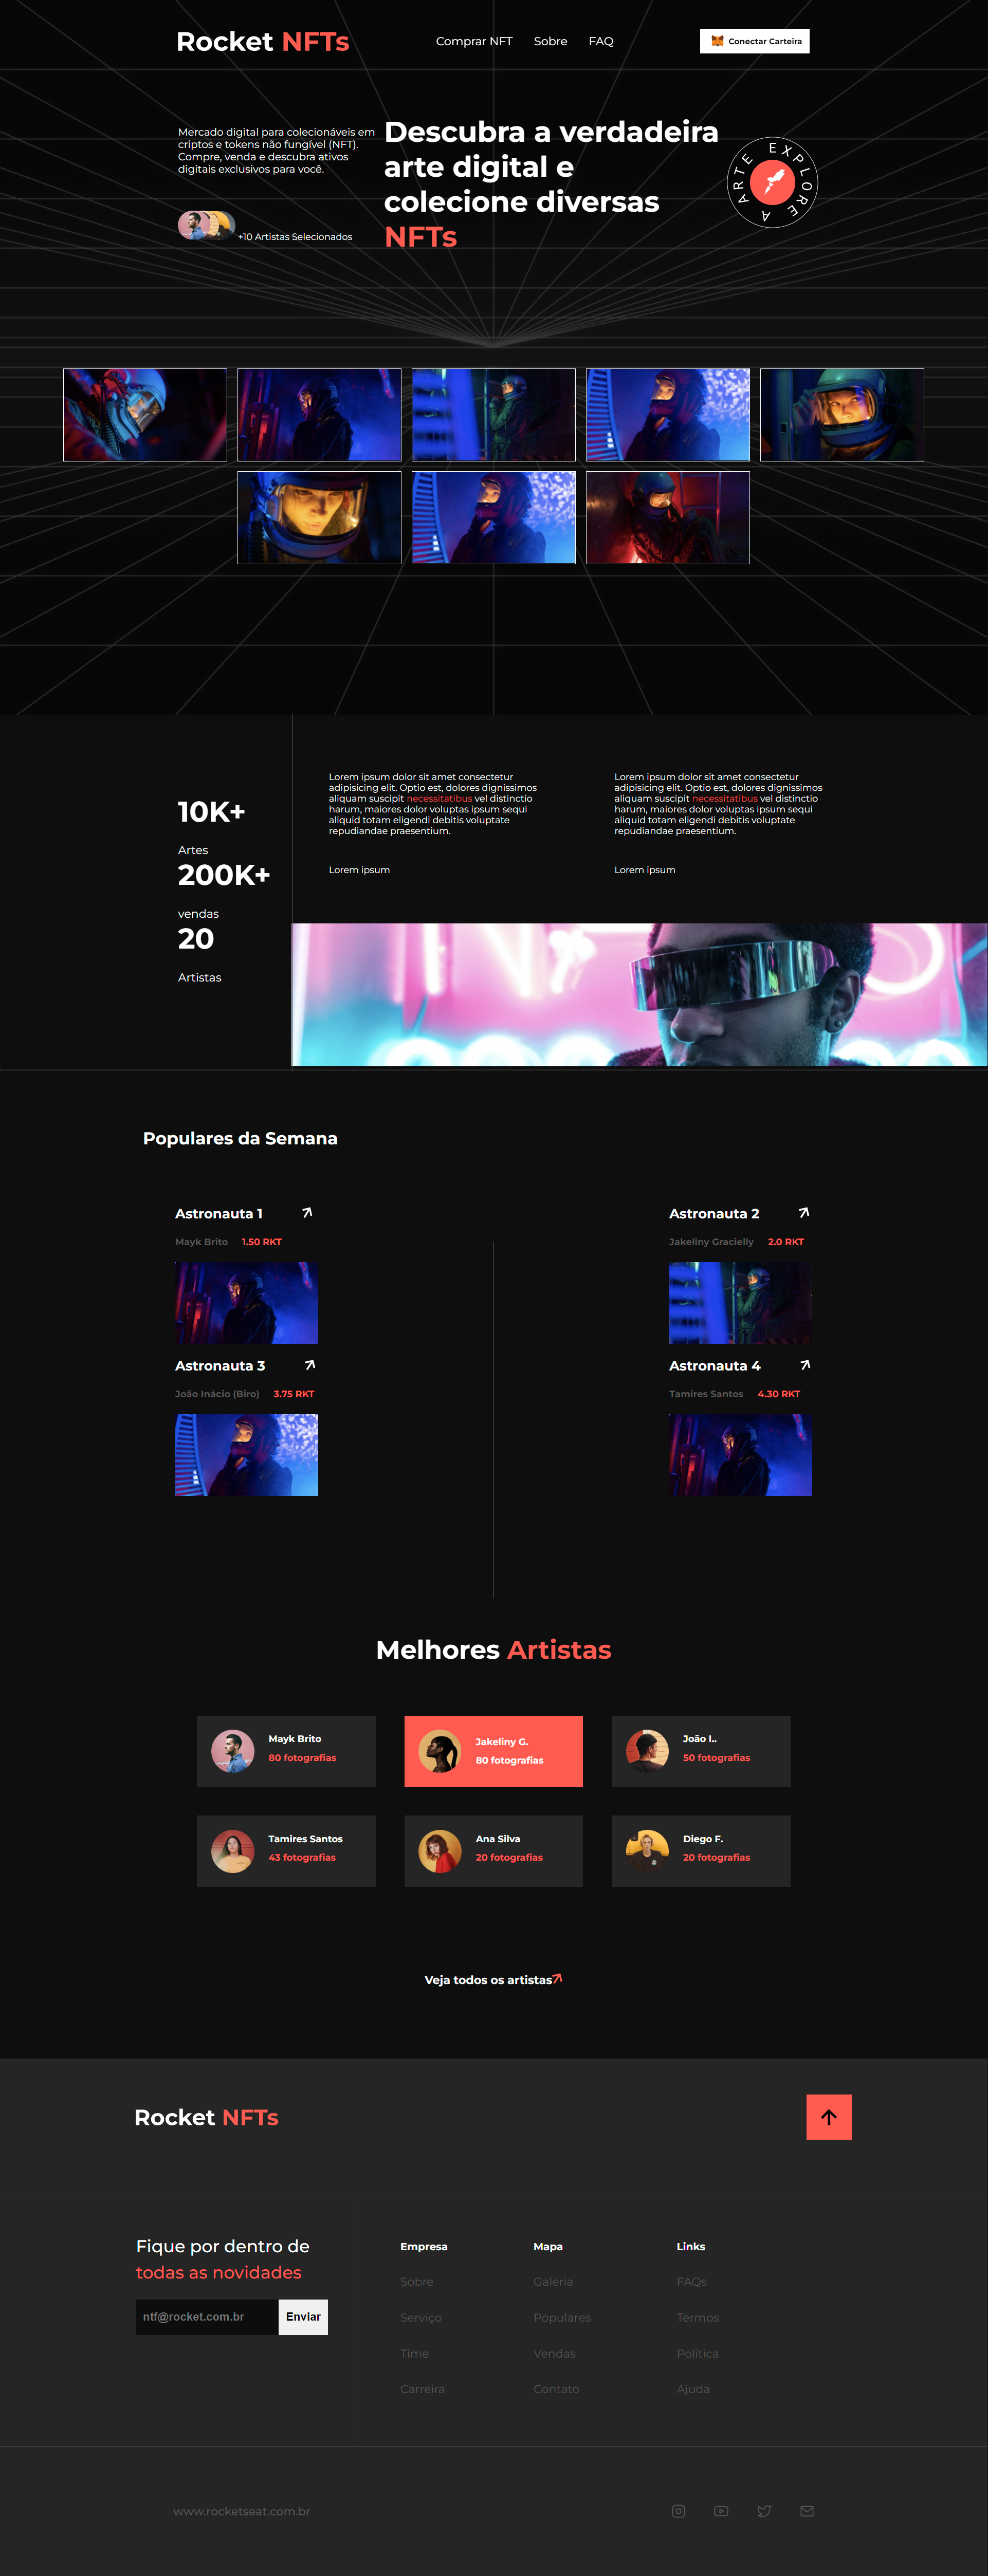 Rocket NFTs
Comprar NFT
Sobre
FAQ
Conectar Carteira
Mercado digital para colecionáveis em
criptos e tokens não fungível (NFT).
Compre, venda e descubra ativos
digitais exclusivos para você.
+10 Artistas Selecionados
Descubra a verdadeira
arte digital e
colecione diversas
NFTs
EXPLORE A ARTE
10K+
Artes
200K+
vendas
20
Artistas
Lorem ipsum dolor sit amet consectetur
adipisicing elit. Optio est, dolores dignissimos
aliquam suscipit necessitatibus vel distinctio
harum, maiores dolor voluptas ipsum sequi
aliquid totam eligendi debitis voluptate
repudiandae praesentium.
Lorem ipsum
Lorem ipsum dolor sit amet consectetur
adipisicing elit. Optio est, dolores dignissimos
aliquam suscipit necessitatibus vel distinctio
harum, maiores dolor voluptas ipsum sequi
aliquid totam eligendi debitis voluptate
repudiandae praesentium.
Lorem ipsum
Populares da Semana
Astronauta 1
Mayk Brito 1.50 RKT
Astronauta 2
Jakeliny Gracielly 2.0 RKT
Astronauta 3
João Inácio (Biro) 3.75 RKT
Astronauta 4
Tamires Santos 4.30 RKT
Melhores Artistas
Mayk Brito
80 fotografias
Jakeliny G.
80 fotografias
João I..
50 fotografias
Tamires Santos
43 fotografias
Ana Silva
20 fotografias
Diego F.
20 fotografias
Veja todos os artistas
Rocket NFTs
Fique por dentro de
todas as novidades
ntf@rocket.com.br
Enviar
Empresa
Sobre
Serviço
Time
Carreira
Mapa
Galeria
Populares
Vendas
Contato
Links
FAQs
Termos
Política
Ajuda
www.rocketseat.com.br